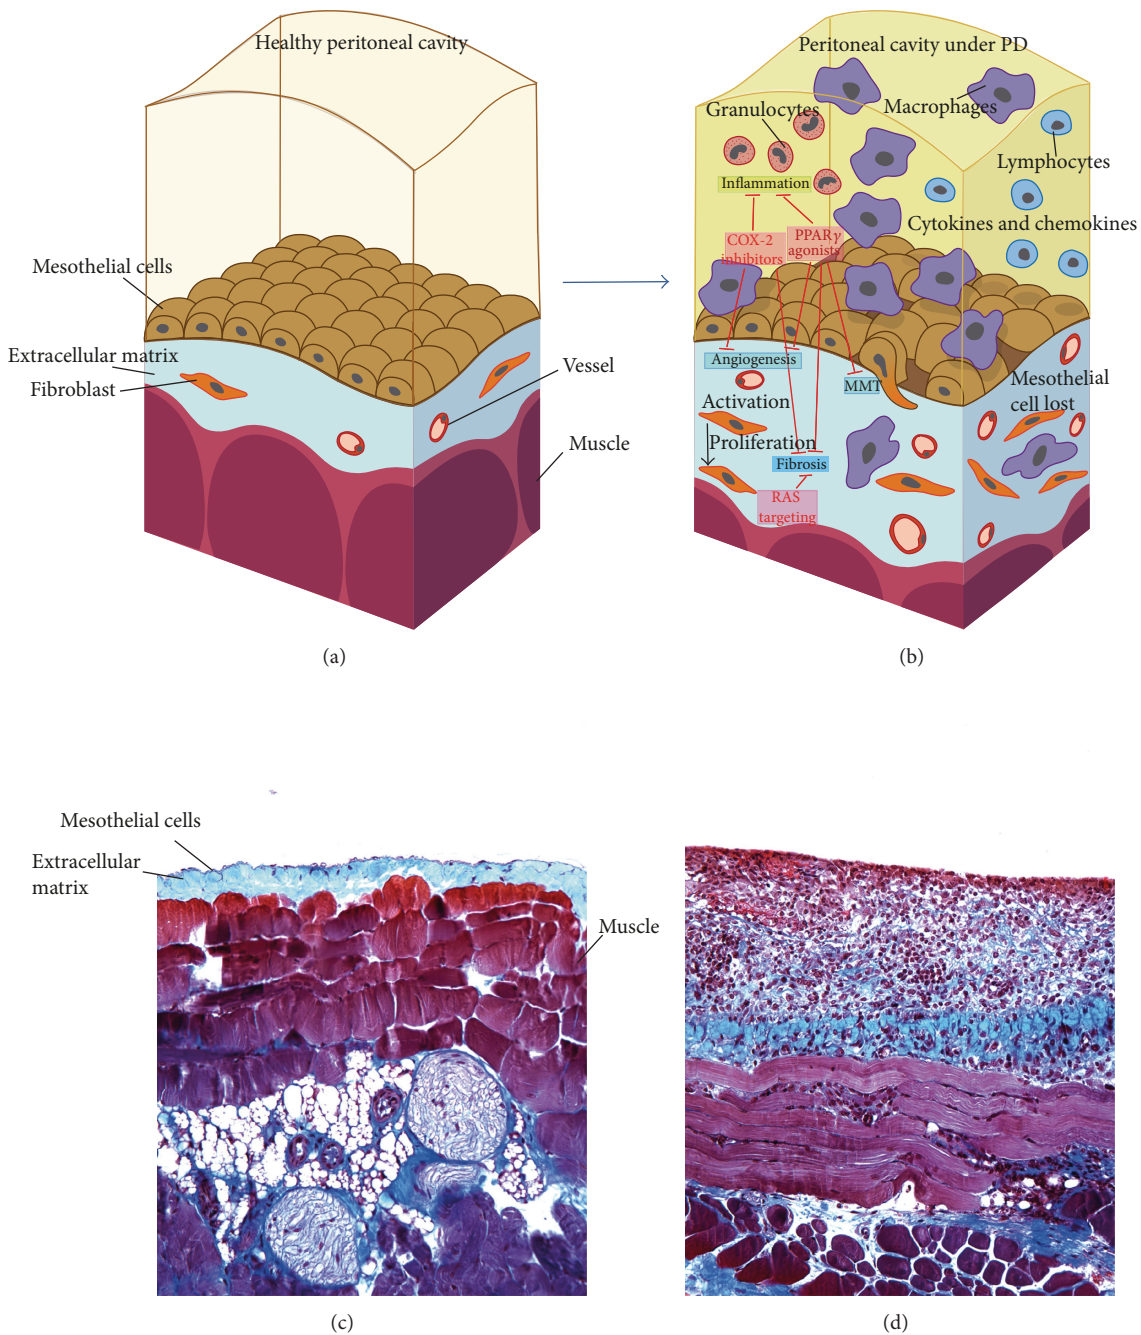 Healthy peritoneal cavity
Mesothelial cells
Extracellular matrix
Fibroblast
Vessel
Muscle
(a)
Peritoneal cavity under PD
Macrophages
Granulocytes
Lymphocytes
Inflammation
Cytokines and chemokines
COX-2
inhibitors
PPARγ
agonists
Angiogenesis
MMT
Mesothelial
cell lost
Activation
Proliferation
Fibrosis
RAS
targeting
(b)
Mesothelial cells
Extracellular
matrix
Muscle
(c)
(d)